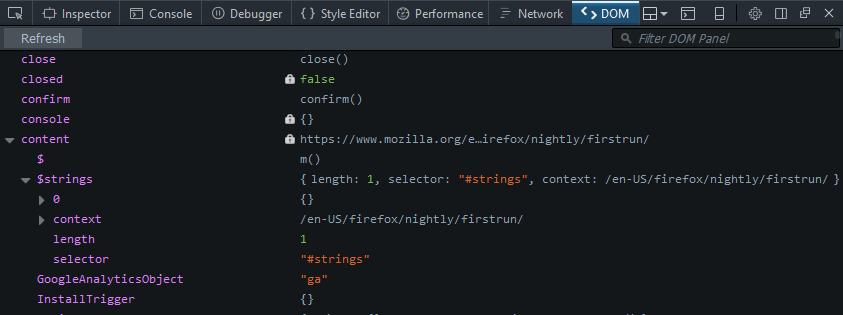 Inspector Console Debugger { } Style Editor Performance Network DOM
Refresh Filter DOM Panel
close close()
closed false
confirm confirm()
console {}
content https://www.mozilla.org/e…irefox/nightly/firstrun/
$ m()
$strings { length: 1, selector: "#strings", context: /en-US/firefox/nightly/firstrun/ }
0 {}
context /en-US/firefox/nightly/firstrun/
length 1
selector "#strings"
GoogleAnalyticsObject "ga"
InstallTrigger {}